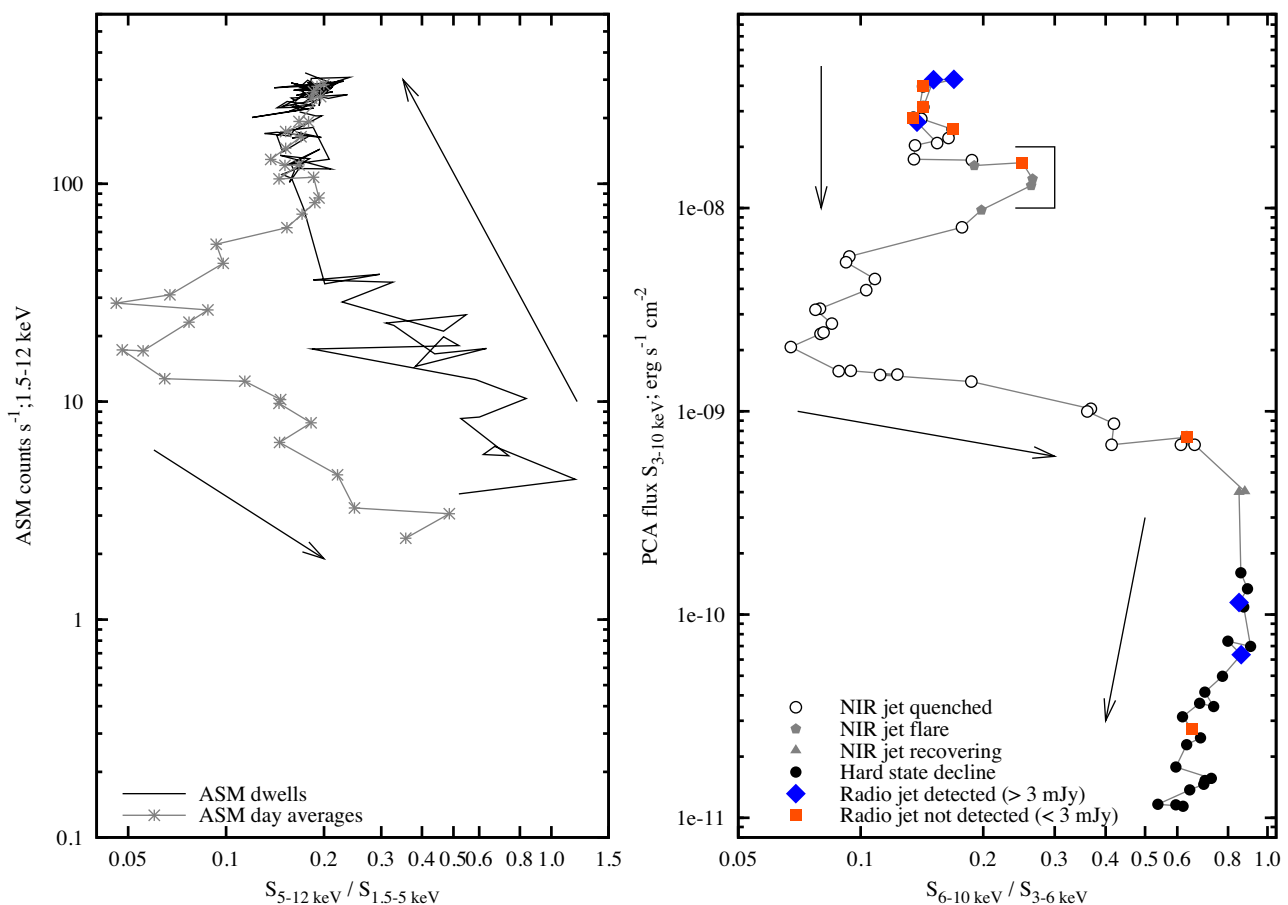 ASM counts s-1;1.5-12 keV
100
10
1
0.1
ASM dwells
ASM day averages
0.05 0.1 0.2 0.3 0.4 0.50.6 0.8 1.0 1.5
S5-12 keV / S1.5-5 keV
PCA flux S3-10 keV; erg s-1 cm-2
1e-08
1e-09
1e-10
1e-11
NIR jet quenched
NIR jet flare
NIR jet recovering
Hard state decline
Radio jet detected (> 3 mJy)
Radio jet not detected (< 3 mJy)
0.05 0.1 0.2 0.3 0.4 0.5 0.6 0.8 1.0
S6-10 keV / S3-6 keV